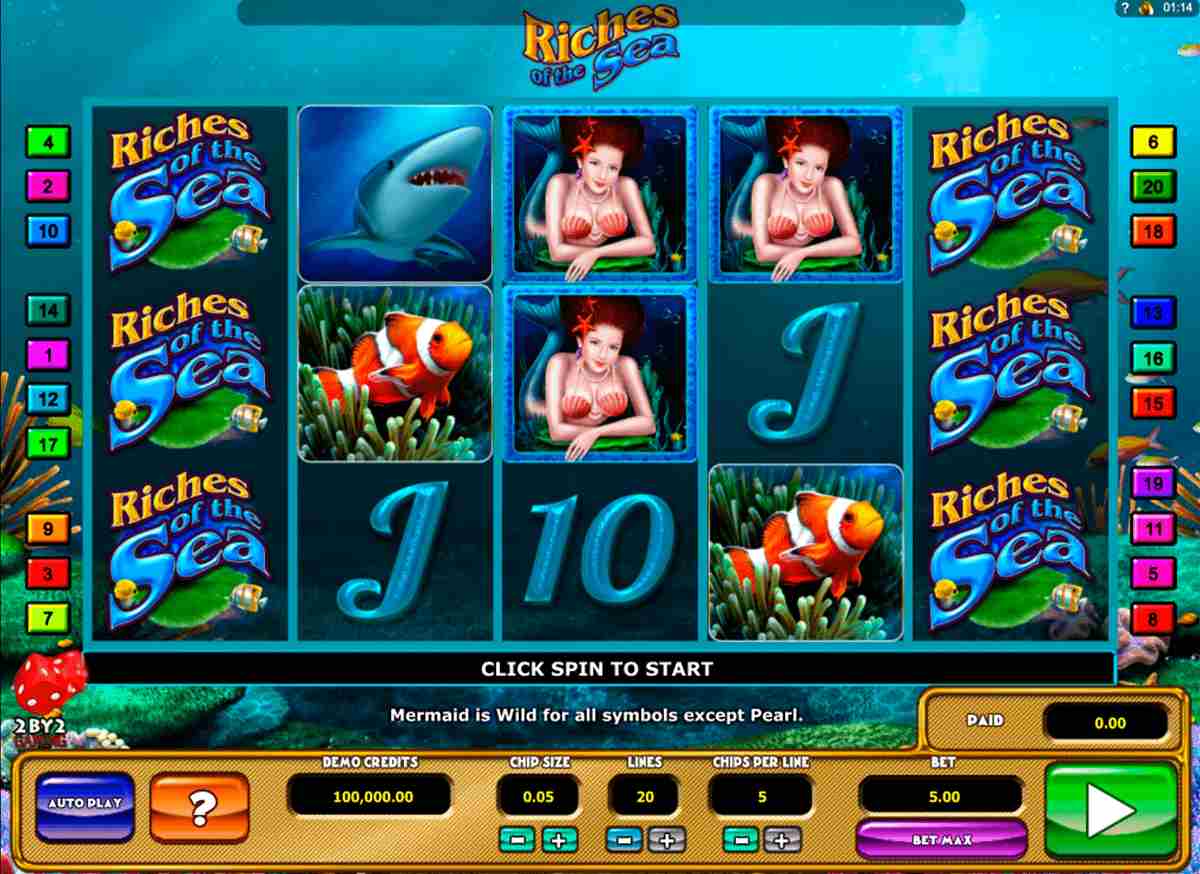 ? 01:14
Riches
of the Sea
Riches
of the
Sea
Riches
of the
Sea
4
2
10
6
20
18
Riches
of the
Sea
J
Riches
of the
Sea
14
1
12
17
13
16
15
Riches
of the
Sea
J
10
Riches
of the
Sea
9
3
7
19
11
5
8
CLICK SPIN TO START
2BY2
GAMING
Mermaid is Wild for all symbols except Pearl.
PAID
0.00
AUTO PLAY
?
DEMO CREDITS
100,000.00
CHIP SIZE
0.05
- +
LINES
20
- +
CHIPS PER LINE
5
- +
BET
5.00
BET MAX